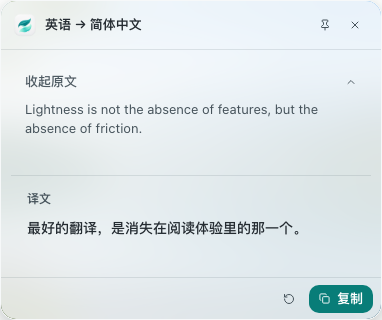 英语 → 简体中文
收起原文
Lightness is not the absence of features, but the
absence of friction.
译文
最好的翻译，是消失在阅读体验里的那一个。
复制